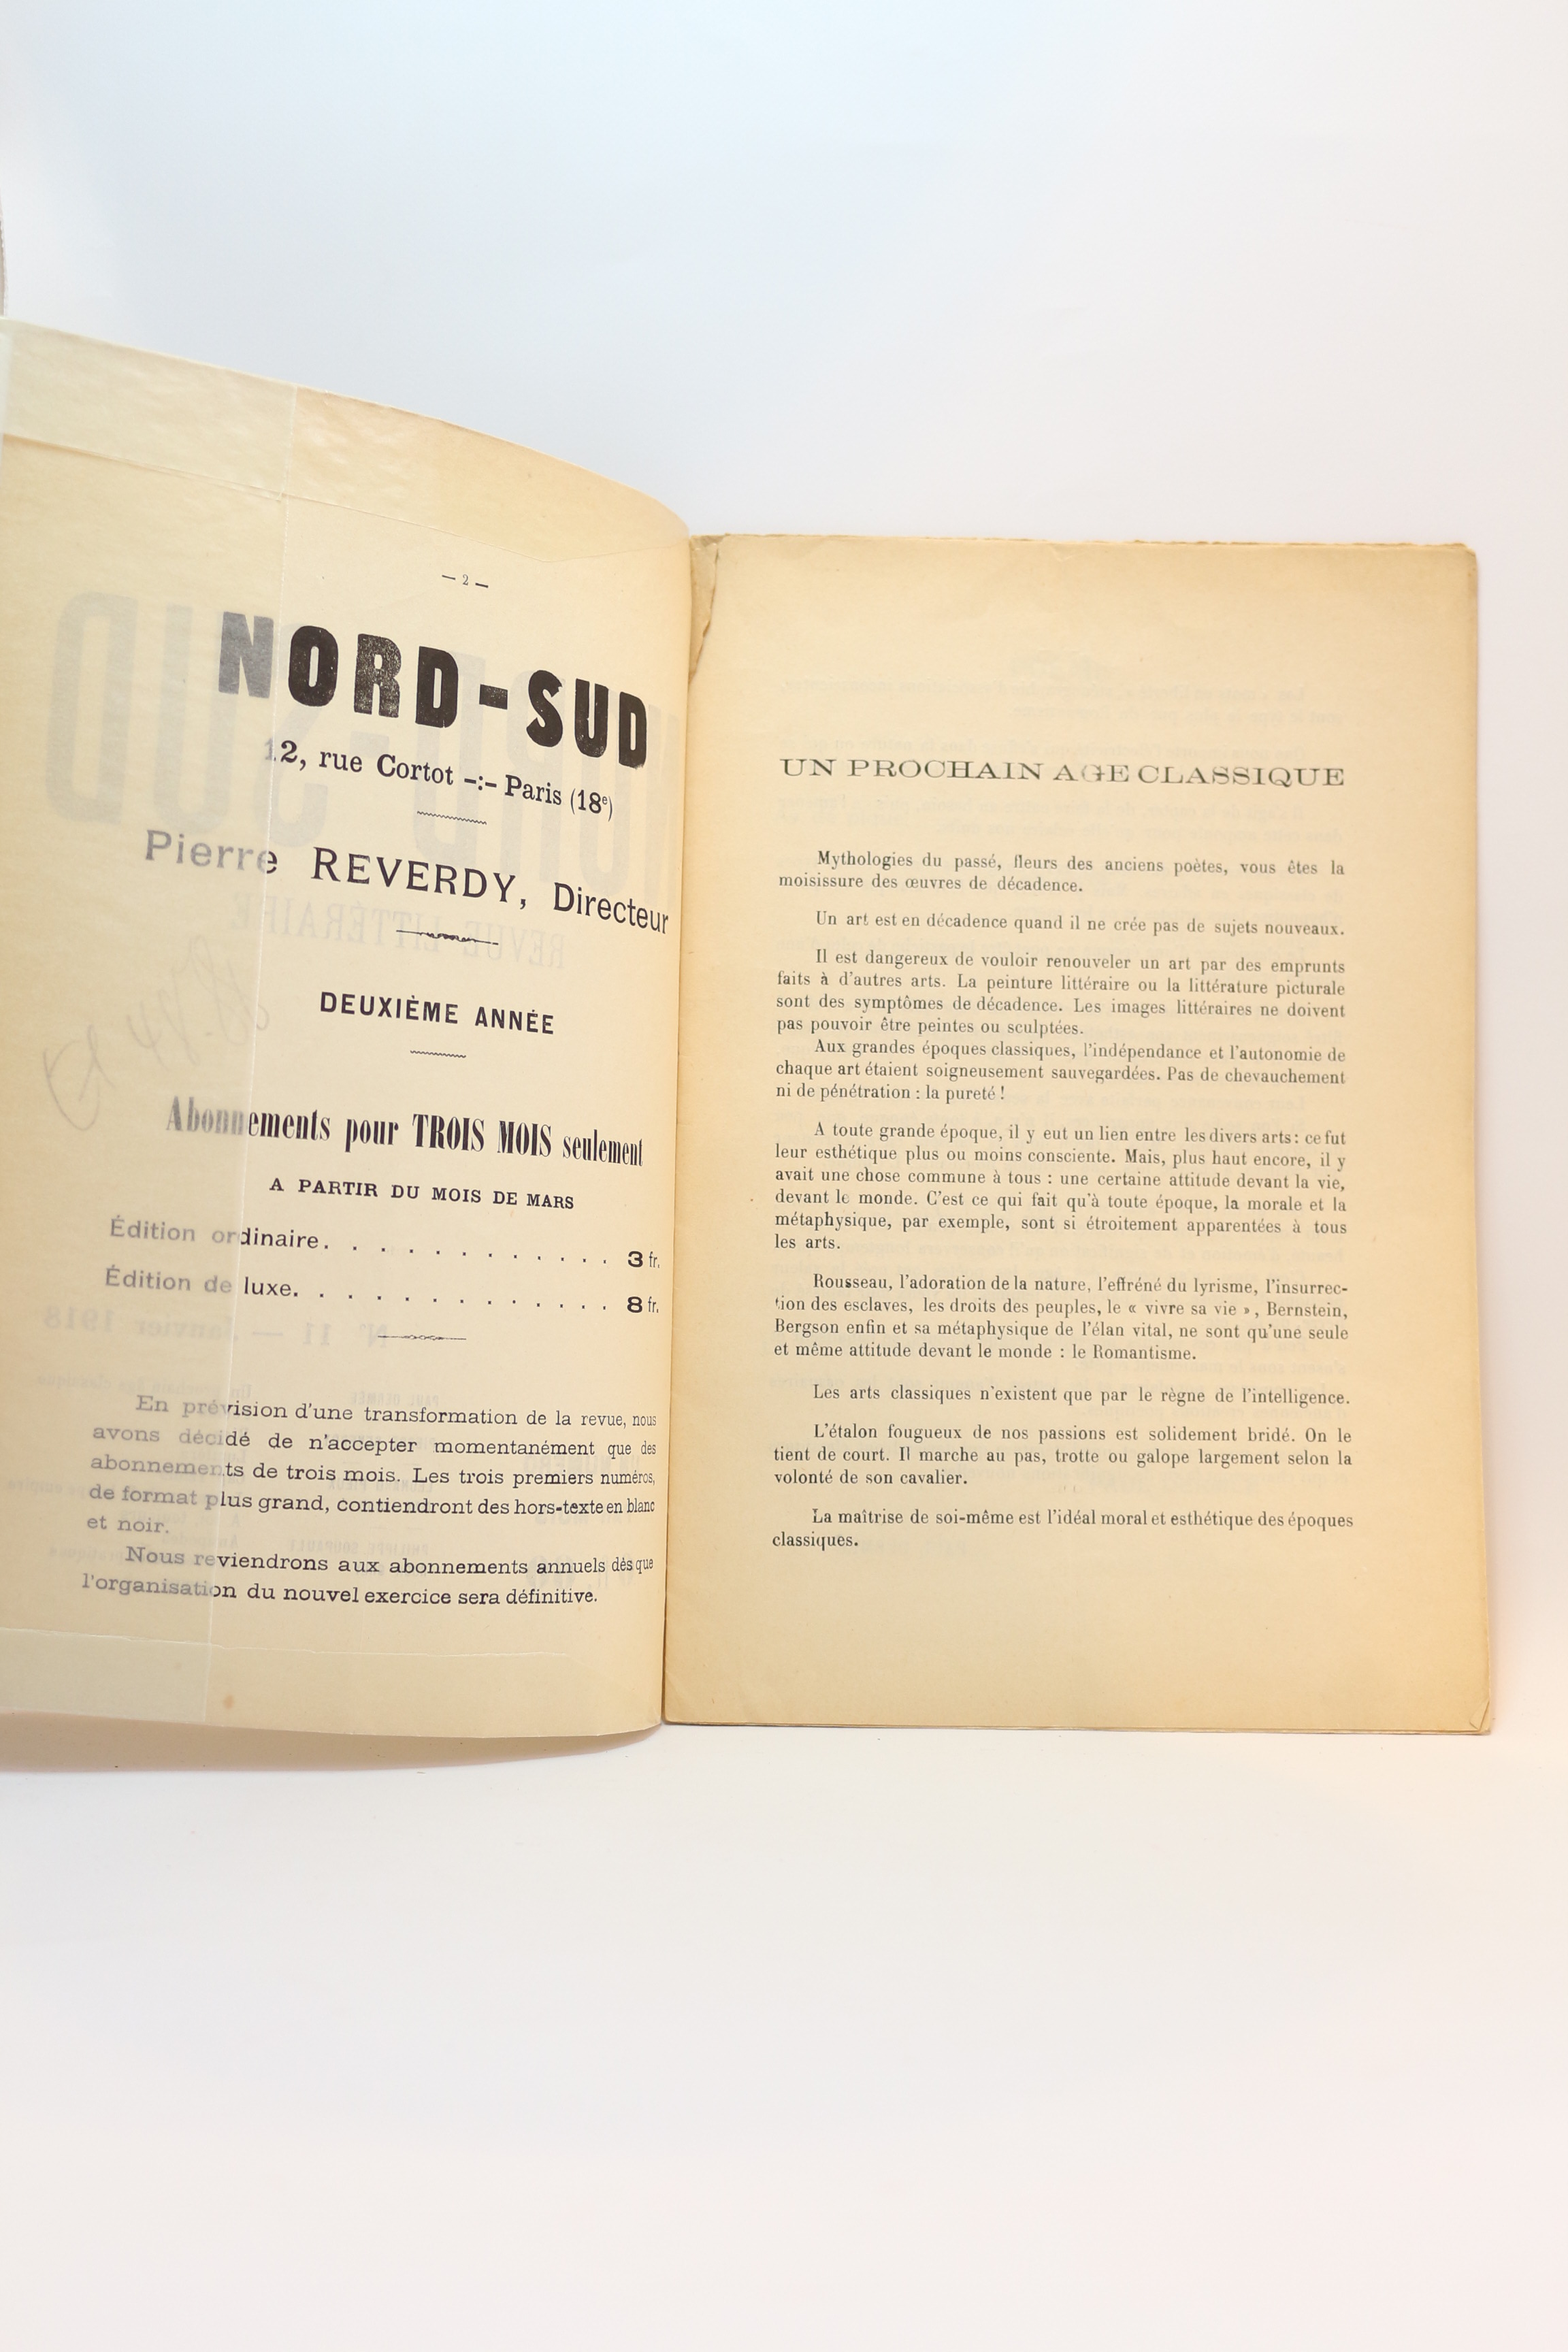 — 2 —
NORD-SUD
12, rue Cortot -:- Paris (18e)
Pierre REVERDY, Directeur
DEUXIÈME ANNÉE
Abonnements pour TROIS MOIS seulement
A PARTIR DU MOIS DE MARS
Édition ordinaire. . . . . . . . . . . . 3 fr.
Édition de luxe. . . . . . . . . . . . . 8 fr.
En prévision d'une transformation de la revue, nous
avons décidé de n'accepter momentanément que des
abonnements de trois mois. Les trois premiers numéros,
de format plus grand, contiendront des hors-texte en blanc
et noir.
Nous reviendrons aux abonnements annuels dès que
l'organisation du nouvel exercice sera définitive.
UN PROCHAIN AGE CLASSIQUE
Mythologies du passé, fleurs des anciens poètes, vous êtes la
moisissure des œuvres de décadence.
Un art est en décadence quand il ne crée pas de sujets nouveaux.
Il est dangereux de vouloir renouveler un art par des emprunts
faits à d'autres arts. La peinture littéraire ou la littérature picturale
sont des symptômes de décadence. Les images littéraires ne doivent
pas pouvoir être peintes ou sculptées.
Aux grandes époques classiques, l'indépendance et l'autonomie de
chaque art étaient soigneusement sauvegardées. Pas de chevauchement
ni de pénétration : la pureté !
A toute grande époque, il y eut un lien entre les divers arts : ce fut
leur esthétique plus ou moins consciente. Mais, plus haut encore, il y
avait une chose commune à tous : une certaine attitude devant la vie,
devant le monde. C'est ce qui fait qu'à toute époque, la morale et la
métaphysique, par exemple, sont si étroitement apparentées à tous
les arts.
Rousseau, l'adoration de la nature, l'effréné du lyrisme, l'insurrec-
tion des esclaves, les droits des peuples, le « vivre sa vie », Bernstein,
Bergson enfin et sa métaphysique de l'élan vital, ne sont qu'une seule
et même attitude devant le monde : le Romantisme.
Les arts classiques n'existent que par le règne de l'intelligence.
L'étalon fougueux de nos passions est solidement bridé. On le
tient de court. Il marche au pas, trotte ou galope largement selon la
volonté de son cavalier.
La maîtrise de soi-même est l'idéal moral et esthétique des époques
classiques.